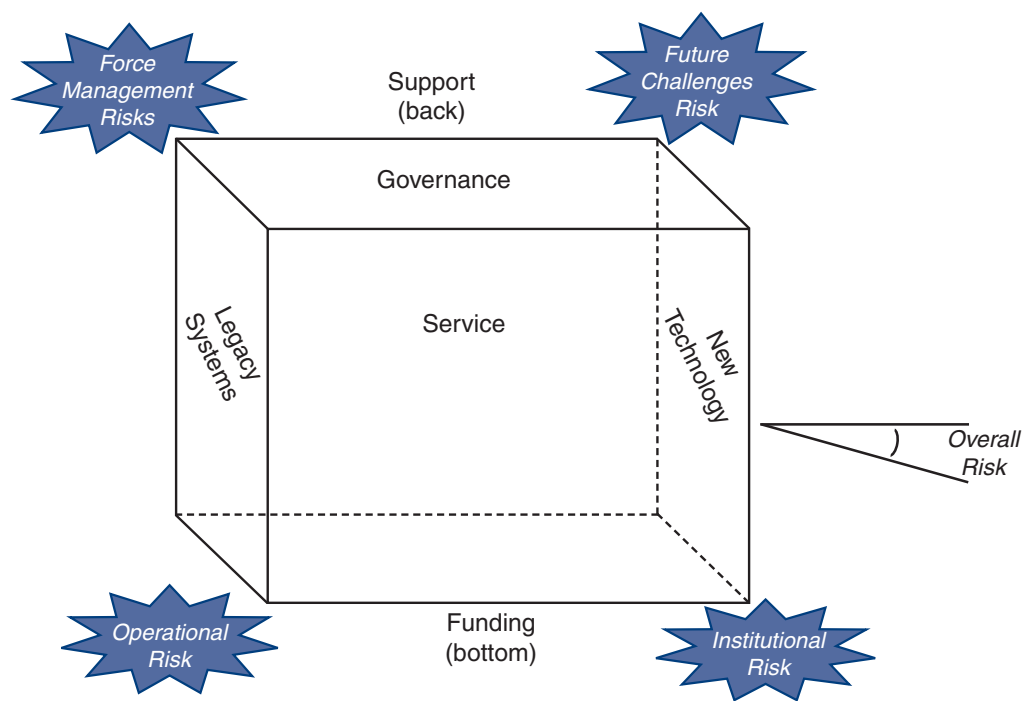 Force
Management
Risks
Support
(back)
Future
Challenges
Risk
Governance
Legacy
Systems
Service
New
Technology
Overall
Risk
Operational
Risk
Funding
(bottom)
Institutional
Risk